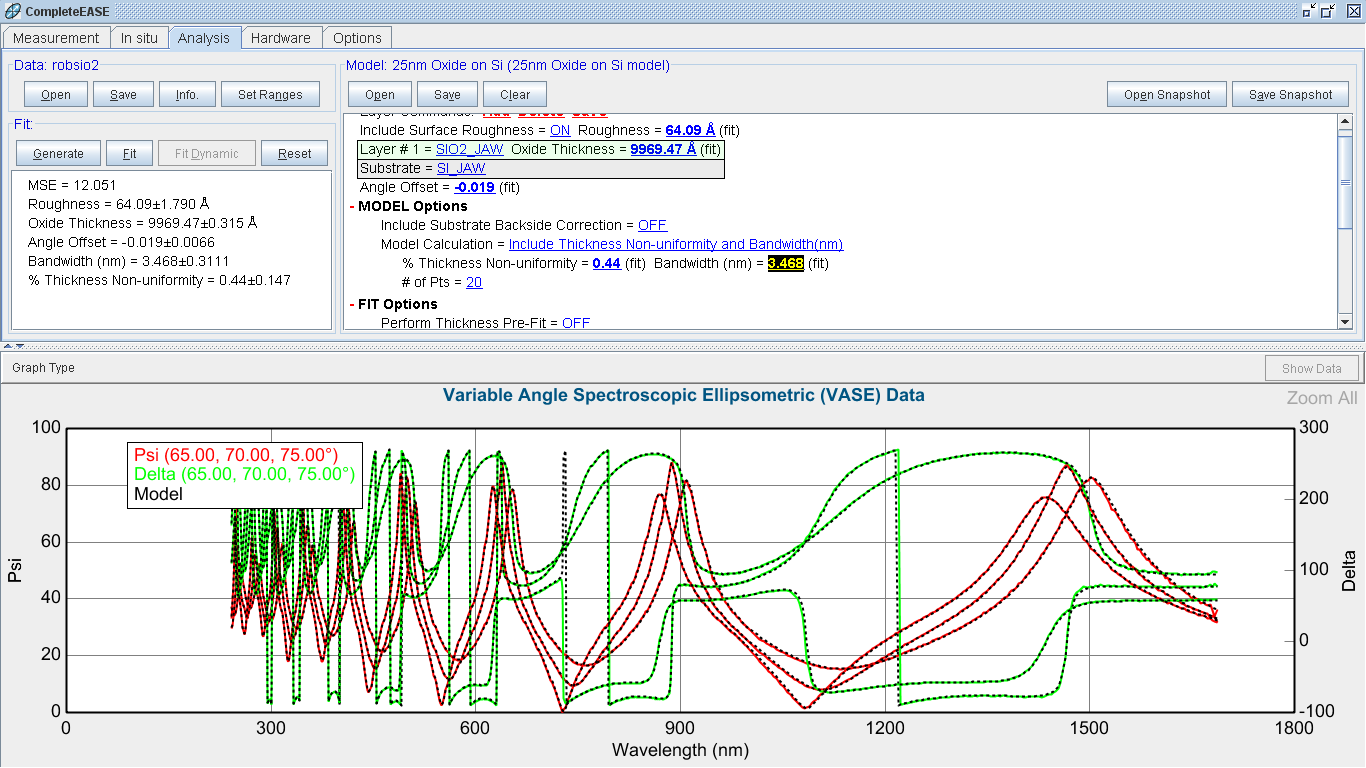 CompleteEASE
Measurement In situ Analysis Hardware Options
Data: robsio2
Open Save Info. Set Ranges
Fit:
Generate Fit Fit Dynamic Reset
MSE = 12.051
Roughness = 64.09±1.790 Å
Oxide Thickness = 9969.47±0.315 Å
Angle Offset = -0.019±0.0066
Bandwidth (nm) = 3.468±0.3111
% Thickness Non-uniformity = 0.44±0.147
Model: 25nm Oxide on Si (25nm Oxide on Si model)
Open Save Clear Open Snapshot Save Snapshot
Layer Commands: Add Delete Save
Include Surface Roughness = ON Roughness = 64.09 Å (fit)
Layer # 1 = SIO2_JAW Oxide Thickness = 9969.47 Å (fit)
Substrate = SI_JAW
Angle Offset = -0.019 (fit)
- MODEL Options
Include Substrate Backside Correction = OFF
Model Calculation = Include Thickness Non-uniformity and Bandwidth(nm)
% Thickness Non-uniformity = 0.44 (fit) Bandwidth (nm) = 3.468 (fit)
# of Pts = 20
- FIT Options
Perform Thickness Pre-Fit = OFF
Graph Type
Show Data
Variable Angle Spectroscopic Ellipsometric (VASE) Data
Zoom All
Psi (65.00, 70.00, 75.00°)
Delta (65.00, 70.00, 75.00°)
Model
Psi
100
80
60
40
20
0
300
200
100
0
-100
Delta
0 300 600 900 1200 1500 1800
Wavelength (nm)